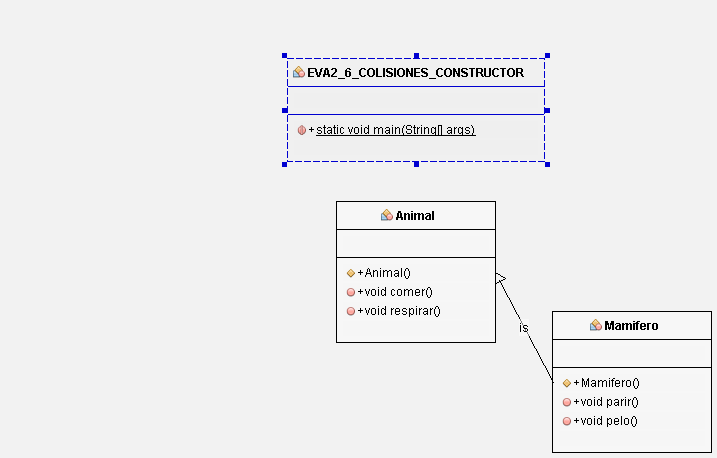 EVA2_6_COLISIONES_CONSTRUCTOR
+ static void main(String[] args)
Animal
+Animal()
+void comer()
+void respirar()
is
Mamifero
+Mamifero()
+void parir()
+void pelo()